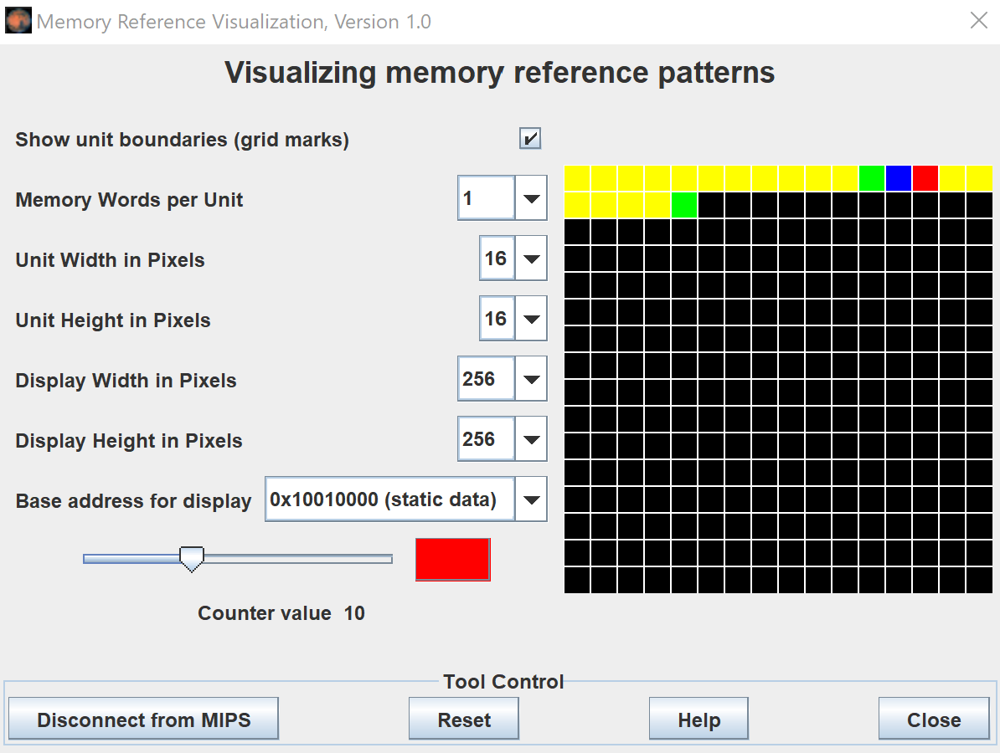 Memory Reference Visualization, Version 1.0
Visualizing memory reference patterns
Show unit boundaries (grid marks)
Memory Words per Unit 1
Unit Width in Pixels 16
Unit Height in Pixels 16
Display Width in Pixels 256
Display Height in Pixels 256
Base address for display 0x10010000 (static data)
Counter value 10
Tool Control
Disconnect from MIPS Reset Help Close